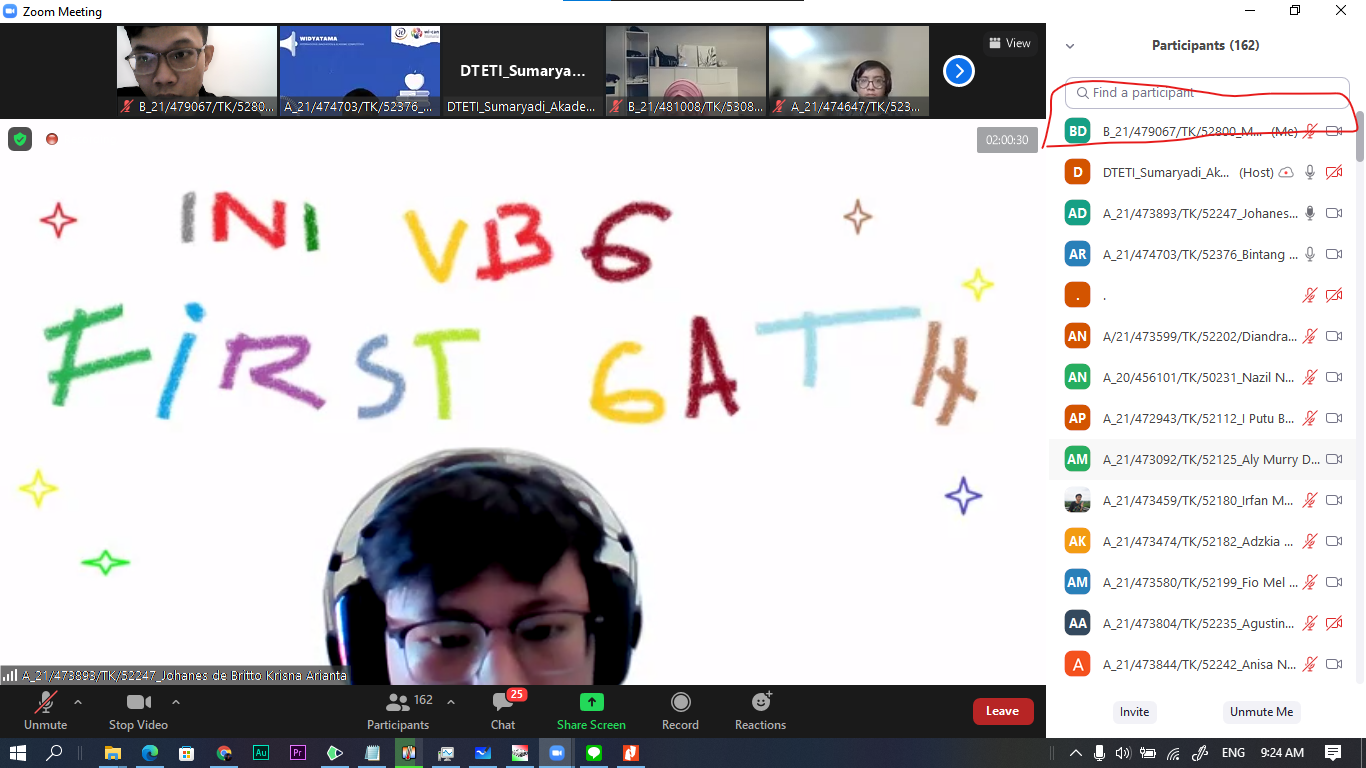 Zoom Meeting
WIDYATAMA
DTETI_Sumarya...
B_21/479067/TK/5280...
A_21/474703/TK/52376_...
DTETI_Sumaryadi_Akade...
B_21/481008/TK/5308...
A_21/474647/TK/523...
View
02:00:30
INI VB6
FiRST GATH
A_21/473893/TK/52247_Johanes de Britto Krisna Arianta
Participants (162)
Find a participant
BD B_21/479067/TK/52800_M... (Me)
D DTETI_Sumaryadi_Ak... (Host)
AD A_21/473893/TK/52247_Johanes...
AR A_21/474703/TK/52376_Bintang ...
. .
AN A/21/473599/TK/52202/Diandra...
AN A_20/456101/TK/50231_Nazil N...
AP A_21/472943/TK/52112_I Putu B...
AM A_21/473092/TK/52125_Aly Murry D...
A_21/473459/TK/52180_Irfan M...
AK A_21/473474/TK/52182_Adzkia ...
AM A_21/473580/TK/52199_Fio Mel ...
AA A_21/473804/TK/52235_Agustin...
A A_21/473844/TK/52242_Anisa N...
Invite Unmute Me
Unmute
Stop Video
162
Participants
25
Chat
Share Screen
Record
Reactions
Leave
Au Pr
ENG 9:24 AM